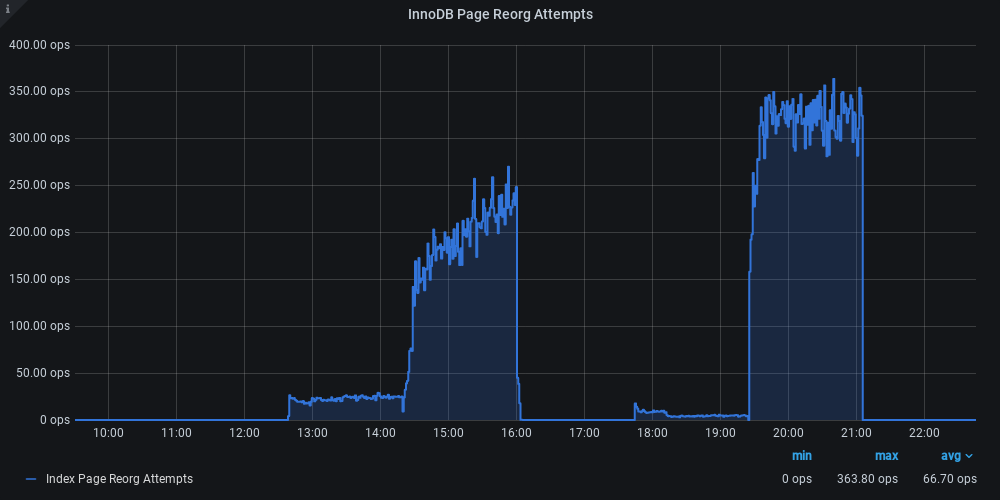 i
InnoDB Page Reorg Attempts
400.00 ops
350.00 ops
300.00 ops
250.00 ops
200.00 ops
150.00 ops
100.00 ops
50.00 ops
0 ops
10:00 11:00 12:00 13:00 14:00 15:00 16:00 17:00 18:00 19:00 20:00 21:00 22:00
min max avg
Index Page Reorg Attempts 0 ops 363.80 ops 66.70 ops